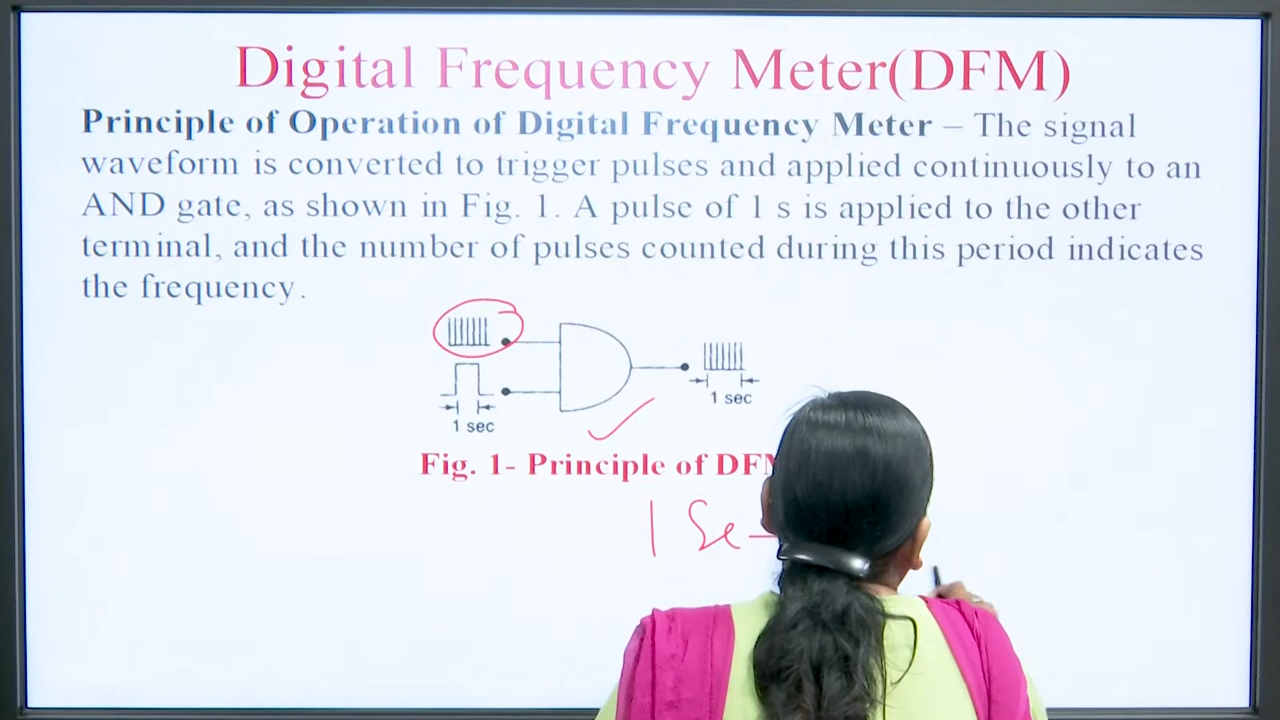 Digital Frequency Meter(DFM)
Principle of Operation of Digital Frequency Meter – The signal
waveform is converted to trigger pulses and applied continuously to an
AND gate, as shown in Fig. 1. A pulse of 1 s is applied to the other
terminal, and the number of pulses counted during this period indicates
the frequency.
1 sec
1 sec
Fig. 1- Principle of
1 Se